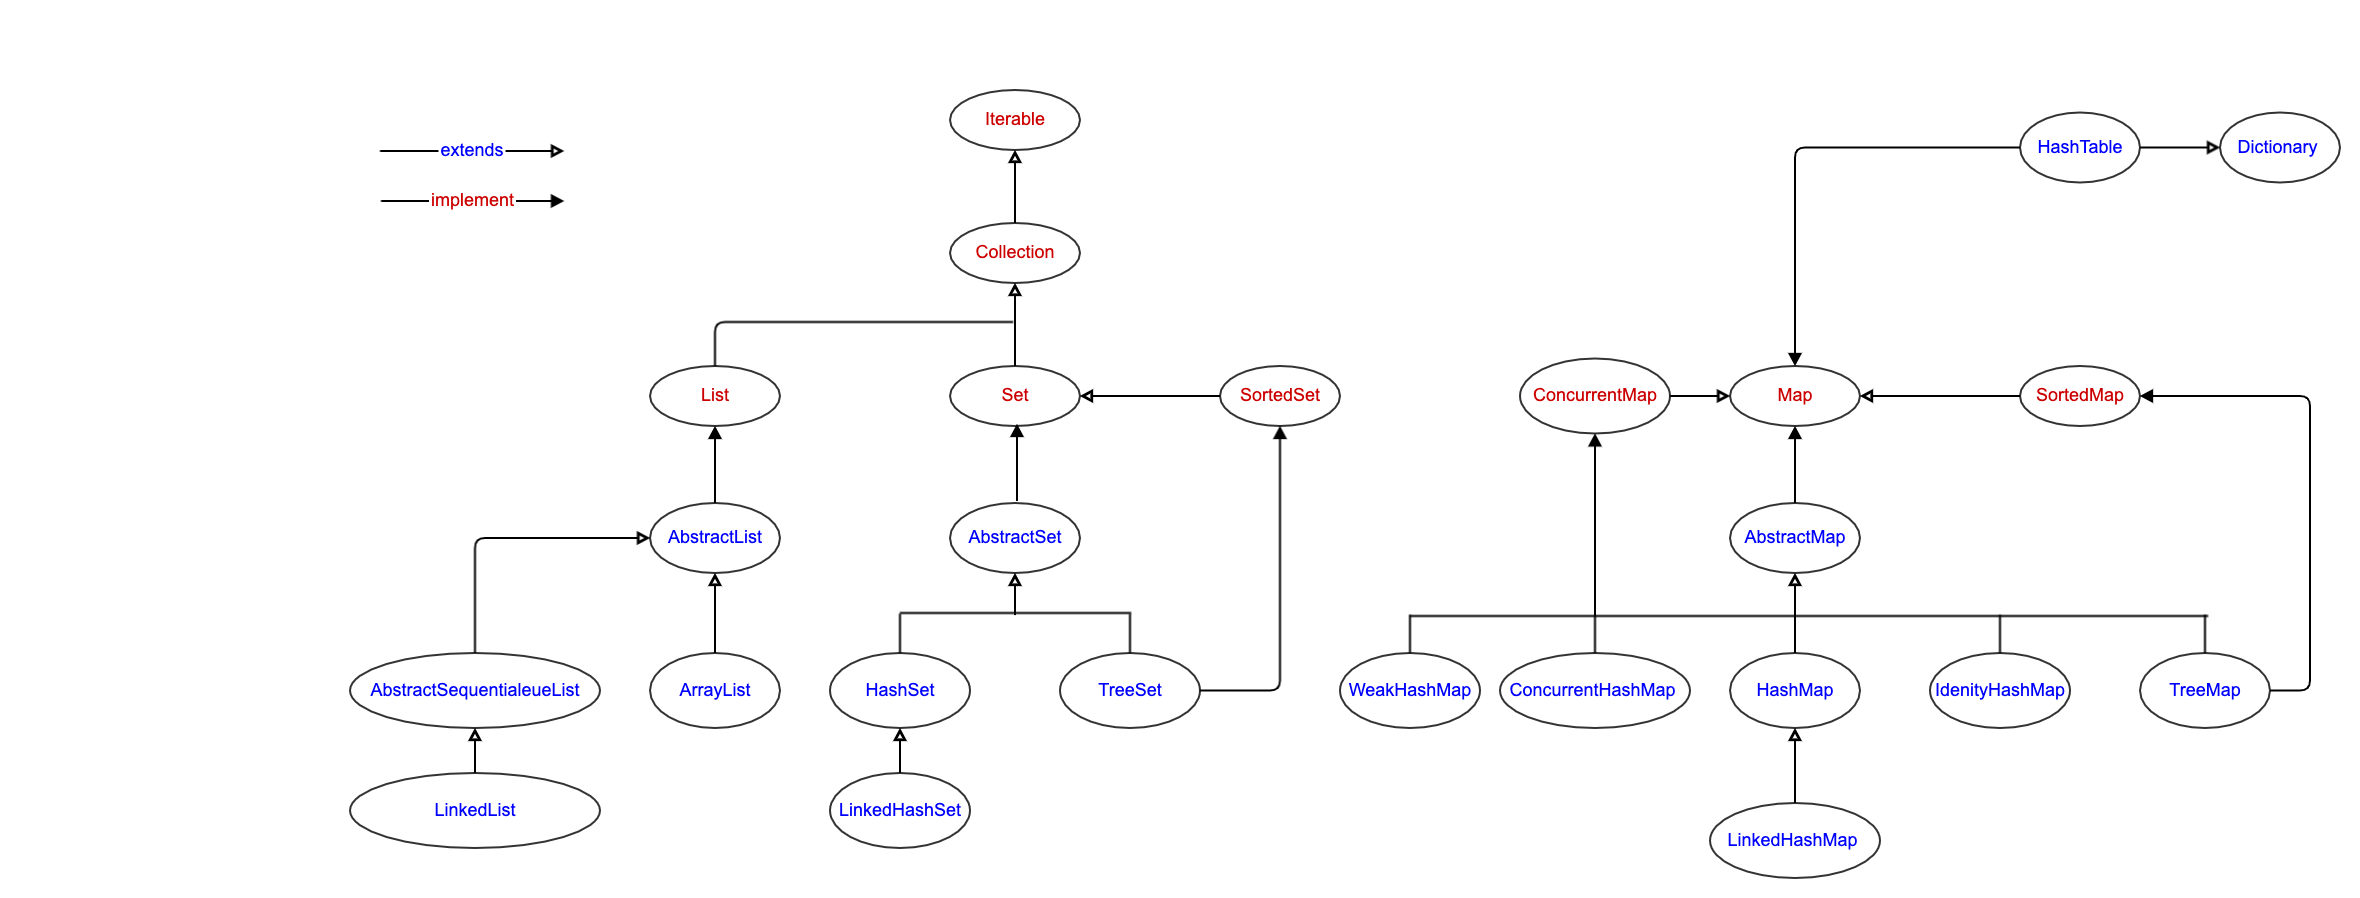 Iterable
extends
HashTable
Dictionary
implement
Collection
List
Set
SortedSet
ConcurrentMap
Map
SortedMap
AbstractList
AbstractSet
AbstractMap
AbstractSequentialeueList
ArrayList
HashSet
TreeSet
WeakHashMap
ConcurrentHashMap
HashMap
IdenityHashMap
TreeMap
LinkedList
LinkedHashSet
LinkedHashMap